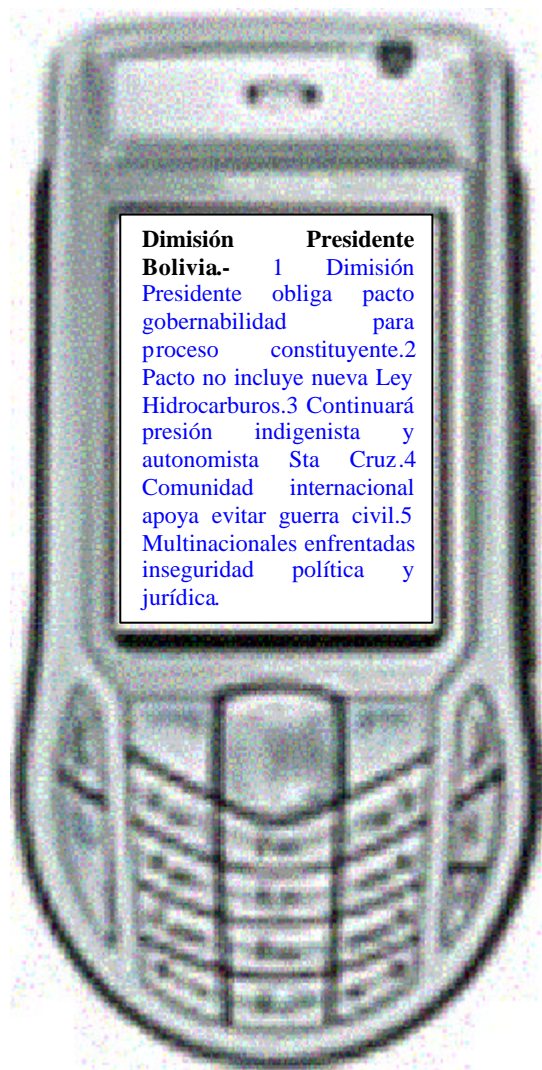 Dimisión Presidente
Bolivia.- 1 Dimisión
Presidente obliga pacto
gobernabilidad para
proceso constituyente.2
Pacto no incluye nueva Ley
Hidrocarburos.3 Continuará
presión indigenista y
autonomista Sta Cruz.4
Comunidad internacional
apoya evitar guerra civil.5
Multinacionales enfrentadas
inseguridad política y
jurídica.